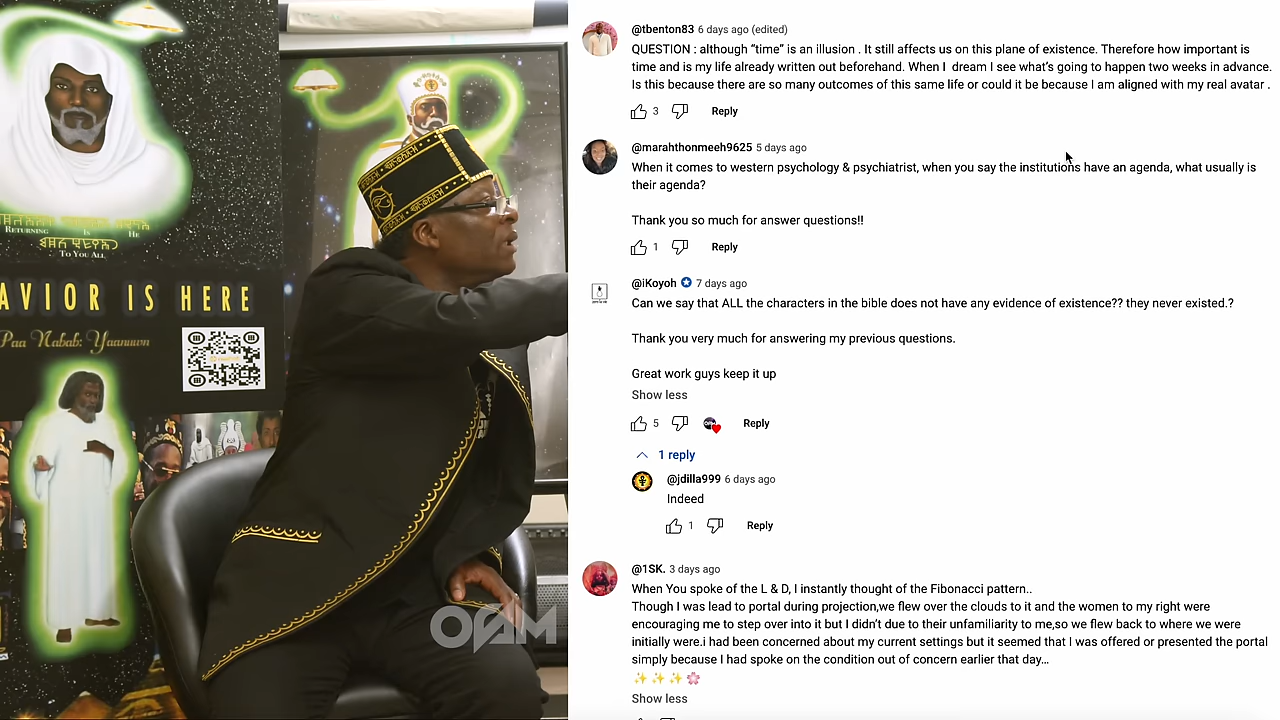 RETURNING IS HE
TO YOU ALL
AVIOR IS HERE
Paa Nabab: Yaanuwn
OFAM
@tbenton83 6 days ago (edited)
QUESTION : although “time” is an illusion . It still affects us on this plane of existence. Therefore how important is
time and is my life already written out beforehand. When I dream I see what’s going to happen two weeks in advance.
Is this because there are so many outcomes of this same life or could it be because I am aligned with my real avatar .
3 Reply
@marahthonmeeh9625 5 days ago
When it comes to western psychology & psychiatrist, when you say the institutions have an agenda, what usually is
their agenda?
Thank you so much for answer questions!!
1 Reply
@iKoyoh 7 days ago
Can we say that ALL the characters in the bible does not have any evidence of existence?? they never existed.?
Thank you very much for answering my previous questions.
Great work guys keep it up
Show less
5 Reply
1 reply
@jdilla999 6 days ago
Indeed
1 Reply
@1SK. 3 days ago
When You spoke of the L & D, I instantly thought of the Fibonacci pattern..
Though I was lead to portal during projection,we flew over the clouds to it and the women to my right were
encouraging me to step over into it but I didn’t due to their unfamiliarity to me,so we flew back to where we were
initially were.i had been concerned about my current settings but it seemed that I was offered or presented the portal
simply because I had spoke on the condition out of concern earlier that day…
✨✨✨🌸
Show less